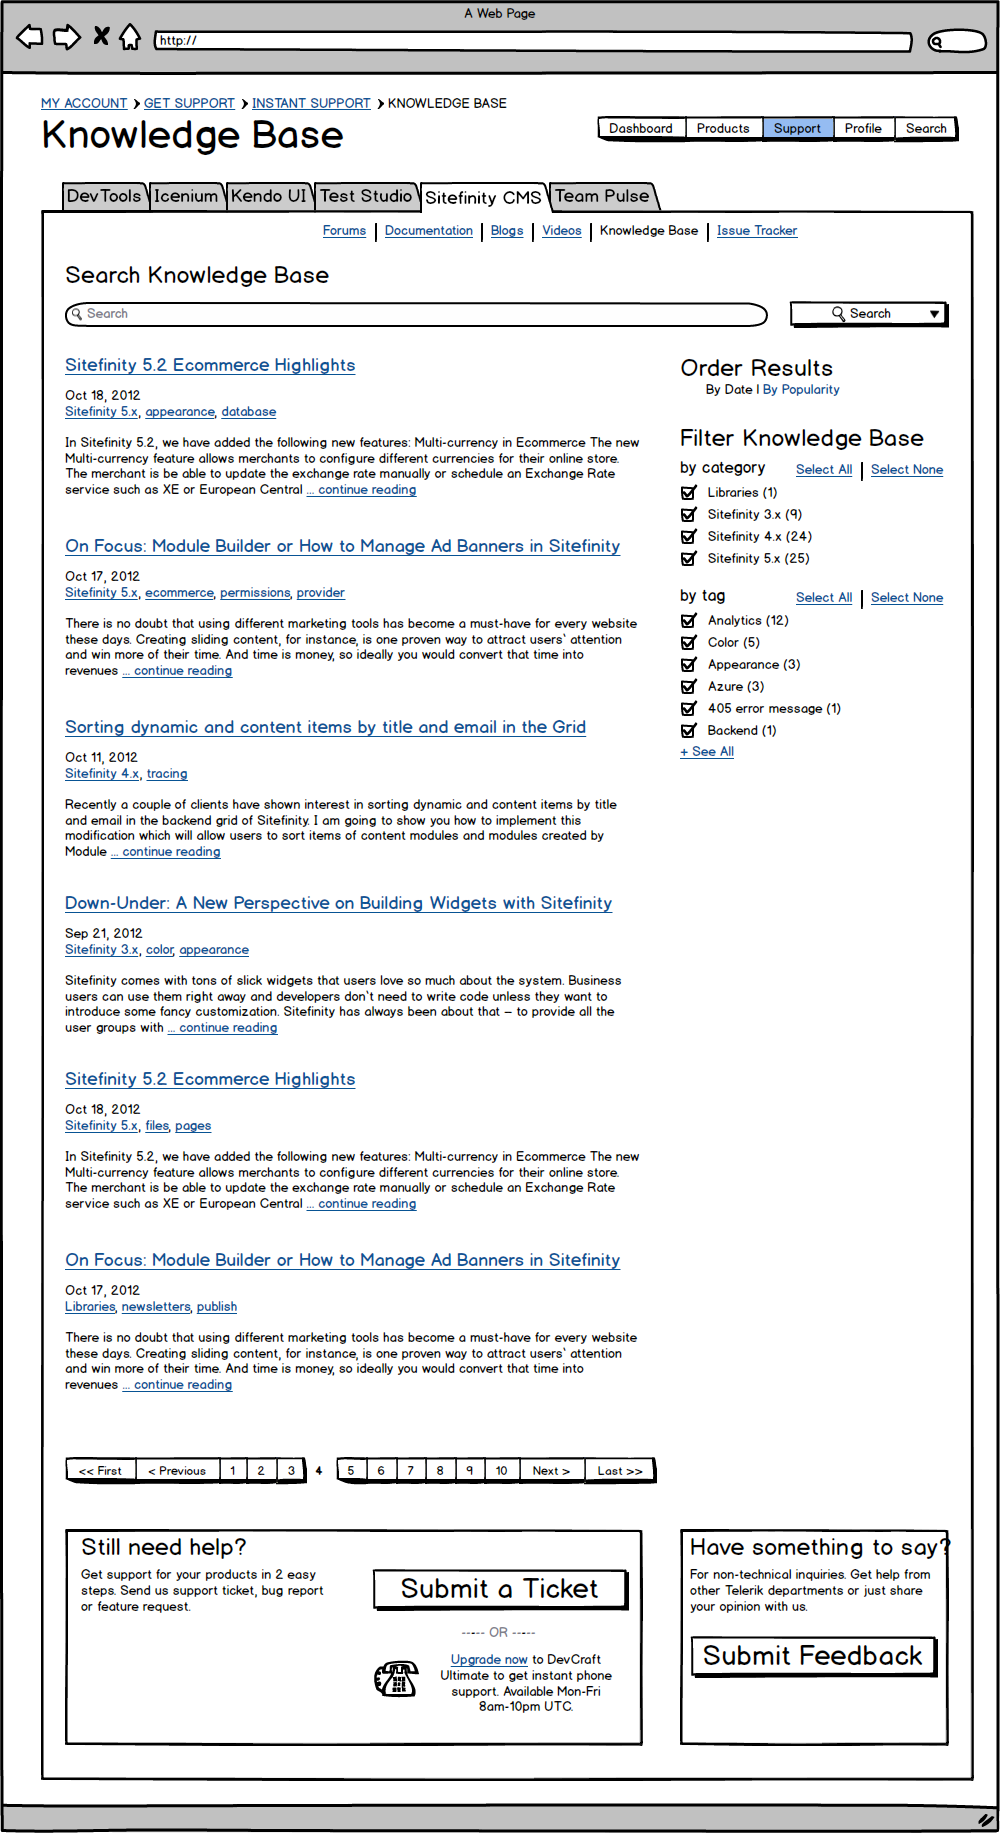 A Web Page
http://
MY ACCOUNT GET SUPPORT INSTANT SUPPORT KNOWLEDGE BASE
Knowledge Base
Dashboard Products Support Profile Search
DevTools Icenium Kendo UI Test Studio Sitefinity CMS Team Pulse
Forums Documentation Blogs Videos Knowledge Base Issue Tracker
Search Knowledge Base
Search
Search
Sitefinity 5.2 Ecommerce Highlights
Oct 18, 2012
Sitefinity 5.x, appearance, database
In Sitefinity 5.2, we have added the following new features: Multi-currency in Ecommerce The new
Multi-currency feature allows merchants to configure different currencies for their online store.
The merchant is be able to update the exchange rate manually or schedule an Exchange Rate
service such as XE or European Central ... continue reading
On Focus: Module Builder or How to Manage Ad Banners in Sitefinity
Oct 17, 2012
Sitefinity 5.x, ecommerce, permissions, provider
There is no doubt that using different marketing tools has become a must-have for every website
these days. Creating sliding content, for instance, is one proven way to attract users` attention
and win more of their time. And time is money, so ideally you would convert that time into
revenues ... continue reading
Sorting dynamic and content items by title and email in the Grid
Oct 11, 2012
Sitefinity 4.x, tracing
Recently a couple of clients have shown interest in sorting dynamic and content items by title
and email in the backend grid of Sitefinity. I am going to show you how to implement this
modification which will allow users to sort items of content modules and modules created by
Module ... continue reading
Down-Under: A New Perspective on Building Widgets with Sitefinity
Sep 21, 2012
Sitefinity 3.x, color, appearance
Sitefinity comes with tons of slick widgets that users love so much about the system. Business
users can use them right away and developers don`t need to write code unless they want to
introduce some fancy customization. Sitefinity has always been about that – to provide all the
user groups with ... continue reading
Sitefinity 5.2 Ecommerce Highlights
Oct 18, 2012
Sitefinity 5.x, files, pages
In Sitefinity 5.2, we have added the following new features: Multi-currency in Ecommerce The new
Multi-currency feature allows merchants to configure different currencies for their online store.
The merchant is be able to update the exchange rate manually or schedule an Exchange Rate
service such as XE or European Central ... continue reading
On Focus: Module Builder or How to Manage Ad Banners in Sitefinity
Oct 17, 2012
Libraries, newsletters, publish
There is no doubt that using different marketing tools has become a must-have for every website
these days. Creating sliding content, for instance, is one proven way to attract users` attention
and win more of their time. And time is money, so ideally you would convert that time into
revenues ... continue reading
Order Results
By Date | By Popularity
Filter Knowledge Base
by category Select All Select None
Libraries (1)
Sitefinity 3.x (9)
Sitefinity 4.x (24)
Sitefinity 5.x (25)
by tag Select All Select None
Analytics (12)
Color (5)
Appearance (3)
Azure (3)
405 error message (1)
Backend (1)
+ See All
<< First < Previous 1 2 3 4 5 6 7 8 9 10 Next > Last >>
Still need help?
Get support for your products in 2 easy
steps. Send us support ticket, bug report
or feature request.
Submit a Ticket
----- OR -----
Upgrade now to DevCraft
Ultimate to get instant phone
support. Available Mon-Fri
8am-10pm UTC.
Have something to say?
For non-technical inquiries. Get help from
other Telerik departments or just share
your opinion with us.
Submit Feedback